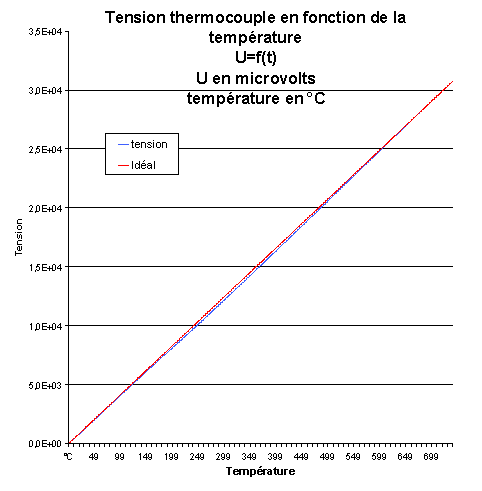 Tension thermocouple en fonction de la
température
U=f(t)
U en microvolts
température en °C
3,5E+04
3,0E+04
2,5E+04
2,0E+04
1,5E+04
1,0E+04
5,0E+03
0,0E+00
Tension
tension
Idéal
°C 49 99 149 199 249 299 349 399 449 499 549 599 649 699
Température